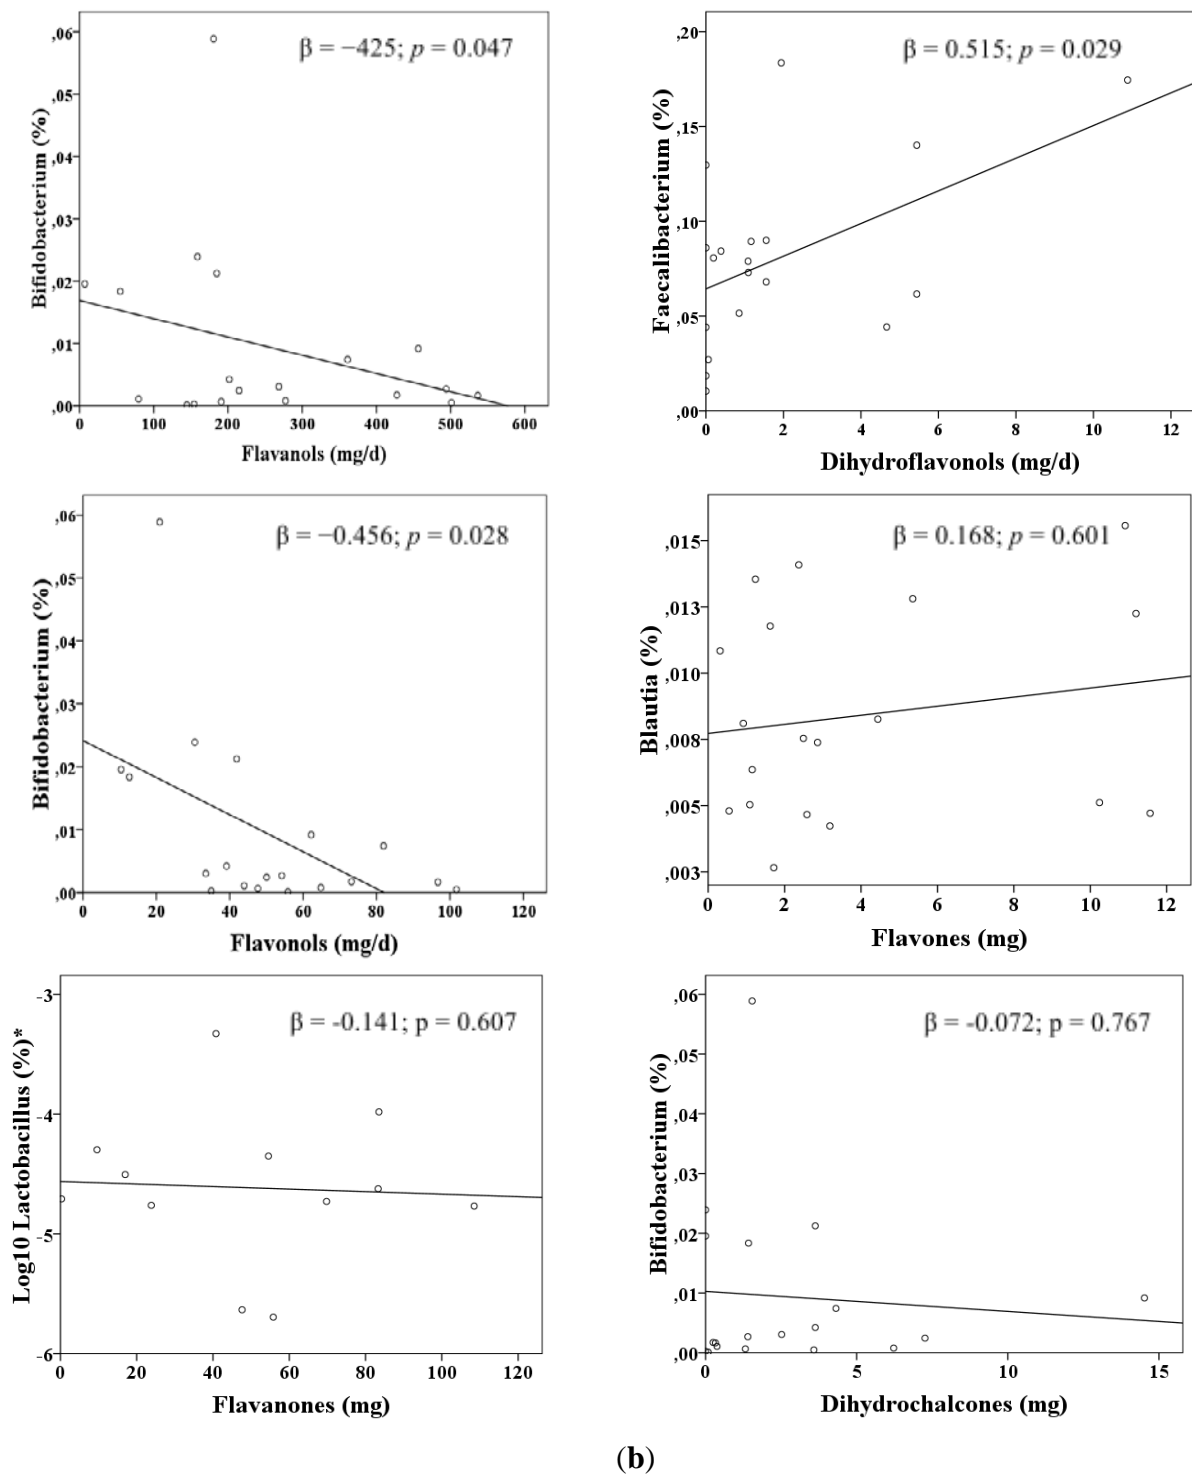 β = −425; p = 0.047
Bifidobacterium (%)
,06
,05
,04
,03
,02
,01
,00
0 100 200 300 400 500 600
Flavanols (mg/d)
β = 0.515; p = 0.029
Faecalibacterium (%)
,20
,15
,10
,05
,00
0 2 4 6 8 10 12
Dihydroflavonols (mg/d)
β = −0.456; p = 0.028
Bifidobacterium (%)
,06
,05
,04
,03
,02
,01
,00
0 20 40 60 80 100 120
Flavonols (mg/d)
β = 0.168; p = 0.601
Blautia (%)
,015
,013
,010
,008
,005
,003
0 2 4 6 8 10 12
Flavones (mg)
β = -0.141; p = 0.607
Log10 Lactobacillus (%)*
-3
-4
-5
-6
0 20 40 60 80 100 120
Flavanones (mg)
β = -0.072; p = 0.767
Bifidobacterium (%)
,06
,05
,04
,03
,02
,01
,00
0 5 10 15
Dihydrochalcones (mg)
(b)